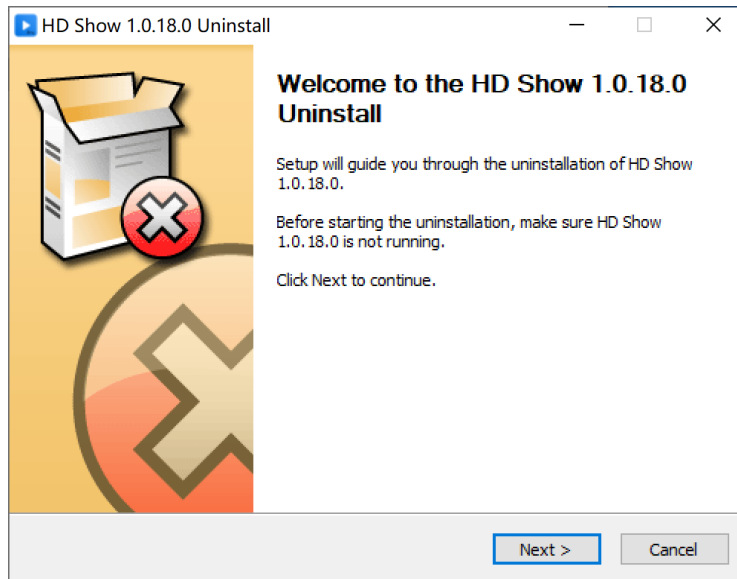 HD Show 1.0.18.0 Uninstall
Welcome to the HD Show 1.0.18.0
Uninstall
Setup will guide you through the uninstallation of HD Show
1.0.18.0.
Before starting the uninstallation, make sure HD Show
1.0.18.0 is not running.
Click Next to continue.
Next >
Cancel